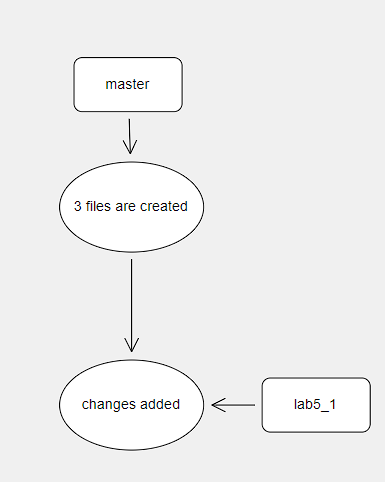 master
3 files are created
changes added
lab5_1